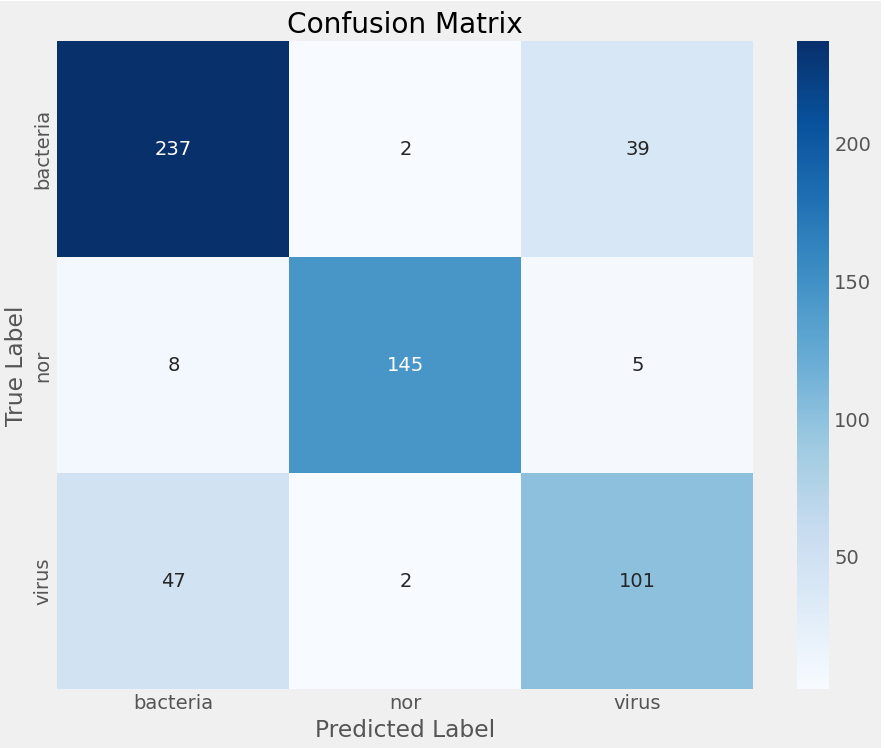 Confusion Matrix
bacteria
237
2
39
nor
8
145
5
virus
47
2
101
True Label
bacteria
nor
virus
Predicted Label
200
150
100
50